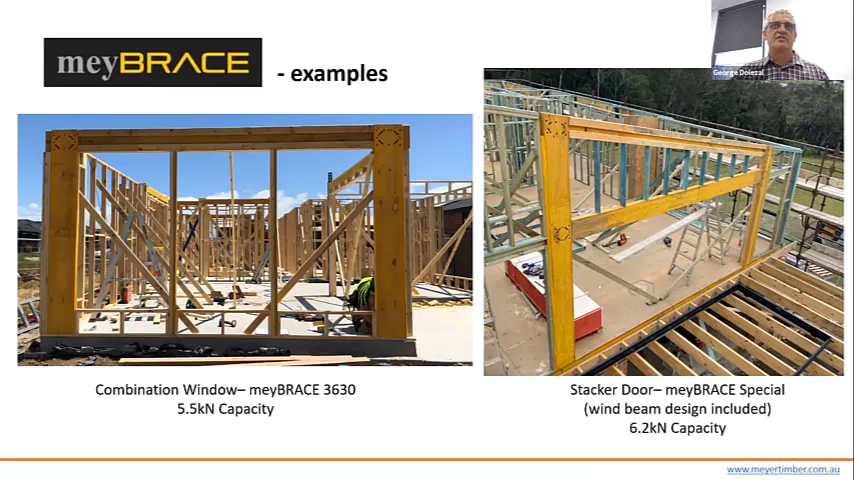 meyBRACE - examples
George Dolezal
Combination Window– meyBRACE 3630
5.5kN Capacity
Stacker Door– meyBRACE Special
(wind beam design included)
6.2kN Capacity
www.meyertimber.com.au